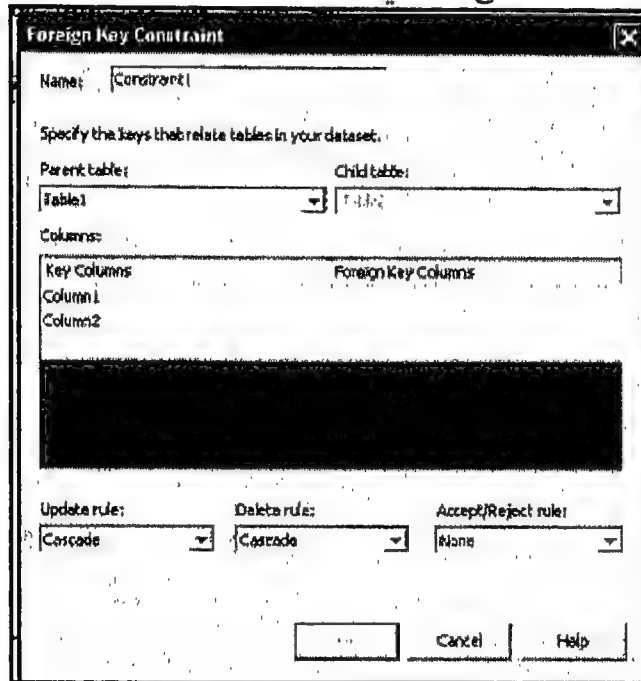 Foreign Key Constraint
Name: Constraint1
Specify the keys that relate tables in your dataset.
Parent table: Child table:
Table1 Table2
Columns:
Key Columns Foreign Key Columns
Column1
Column2
Update rule: Delete rule: Accept/Reject rule:
Cascade Cascade None
Cancel Help